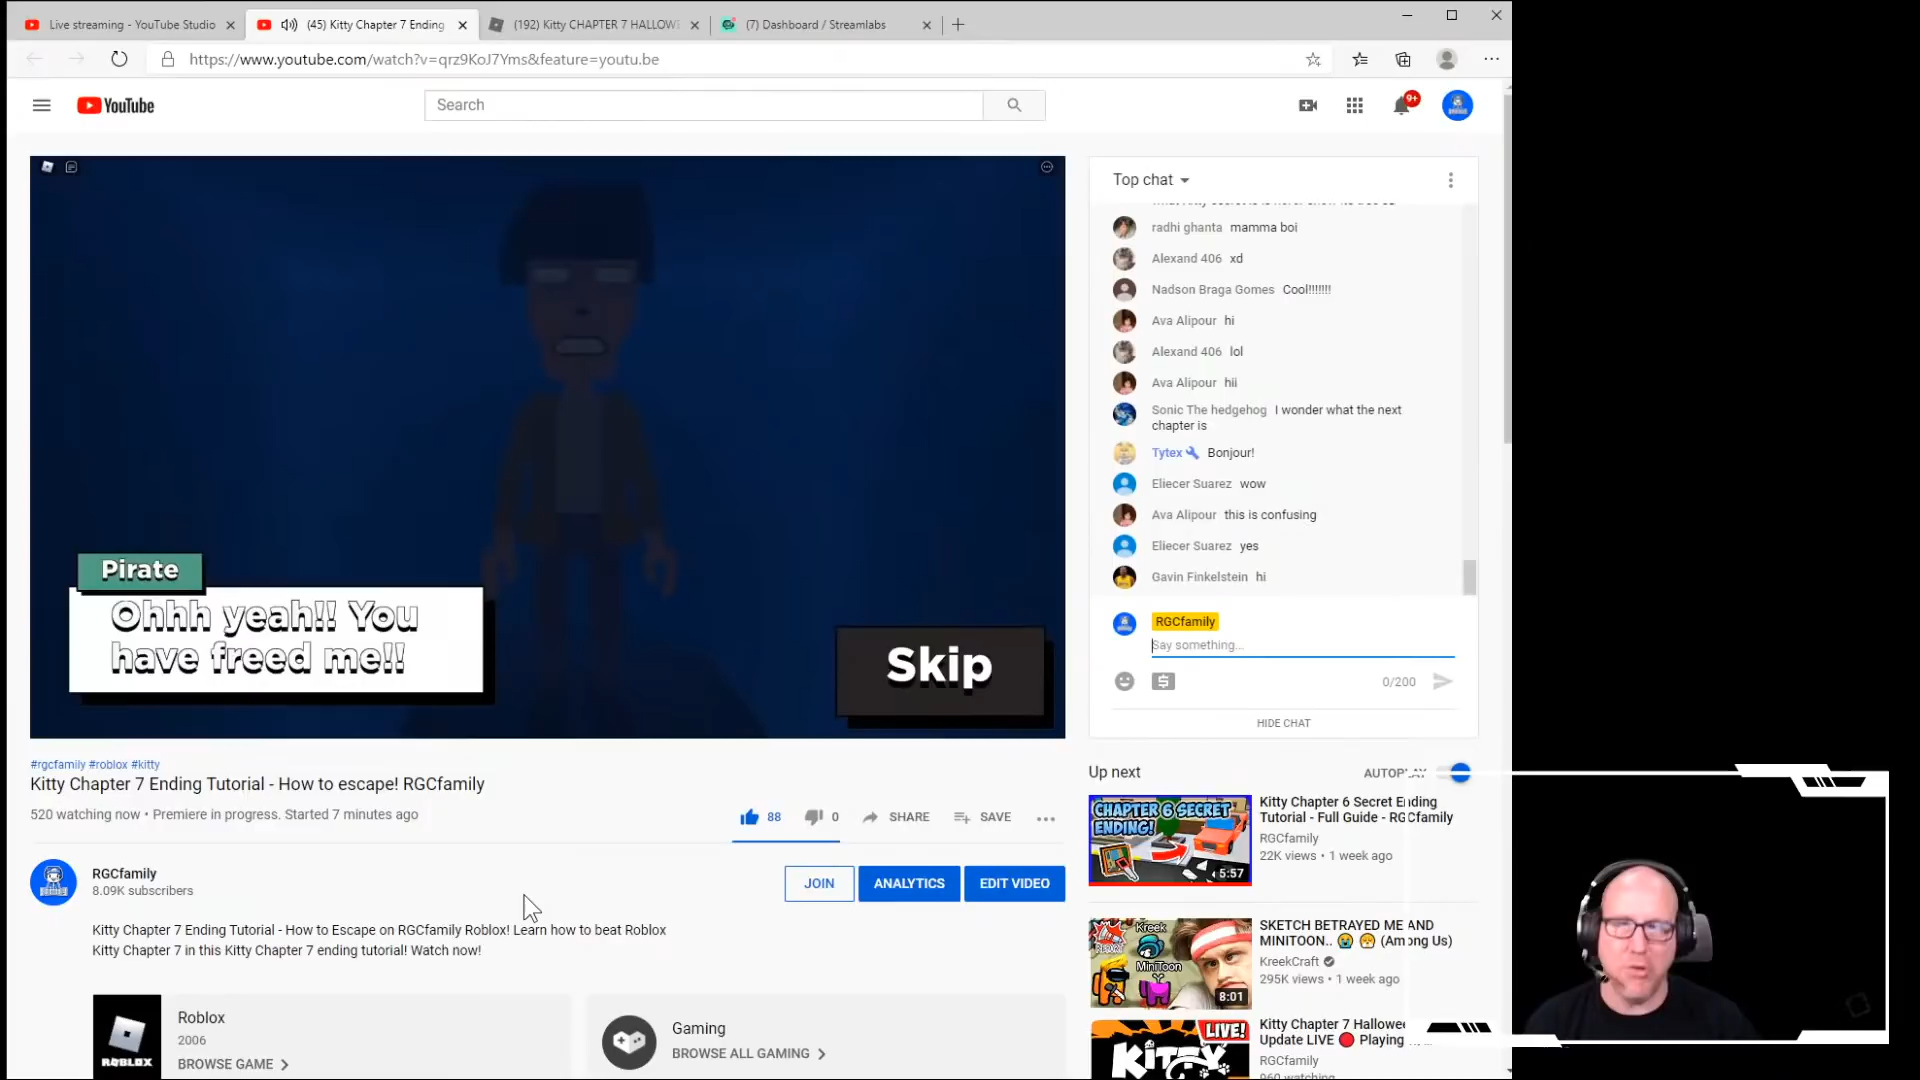 Live streaming - YouTube Studio
(45) Kitty Chapter 7 Ending
(192) Kitty CHAPTER 7 HALLOWE
(7) Dashboard / Streamlabs
https://www.youtube.com/watch?v=qrz9KoJ7Yms&feature=youtu.be
YouTube
Search
9+
Pirate
Ohhh yeah!! You
have freed me!!
Skip
Top chat
radhi ghanta mamma boi
Alexand 406 xd
Nadson Braga Gomes Cool!!!!!!!
Ava Alipour hi
Alexand 406 lol
Ava Alipour hii
Sonic The hedgehog I wonder what the next
chapter is
Tytex Bonjour!
Eliecer Suarez wow
Ava Alipour this is confusing
Eliecer Suarez yes
Gavin Finkelstein hi
RGCfamily
Say something...
0/200
HIDE CHAT
#rgcfamily #roblox #kitty
Kitty Chapter 7 Ending Tutorial - How to escape! RGCfamily
520 watching now • Premiere in progress. Started 7 minutes ago
88
0
SHARE
SAVE
RGCfamily
8.09K subscribers
JOIN
ANALYTICS
EDIT VIDEO
Kitty Chapter 7 Ending Tutorial - How to Escape on RGCfamily Roblox! Learn how to beat Roblox
Kitty Chapter 7 in this Kitty Chapter 7 ending tutorial! Watch now!
ROBLOX
Roblox
2006
BROWSE GAME
Gaming
BROWSE ALL GAMING
Up next
AUTOPLAY
CHAPTER 6 SECRET
ENDING!
5:57
Kitty Chapter 6 Secret Ending
Tutorial - Full Guide - RGCfamily
RGCfamily
22K views • 1 week ago
Kreek
MiniToon
8:01
SKETCH BETRAYED ME AND
MINITOON.. 😭 😤 (Among Us)
KreekCraft
295K views • 1 week ago
LIVE!
KITTY
Kitty Chapter 7 Hallowe
Update LIVE 🔴 Playing
RGCfamily
960 watching